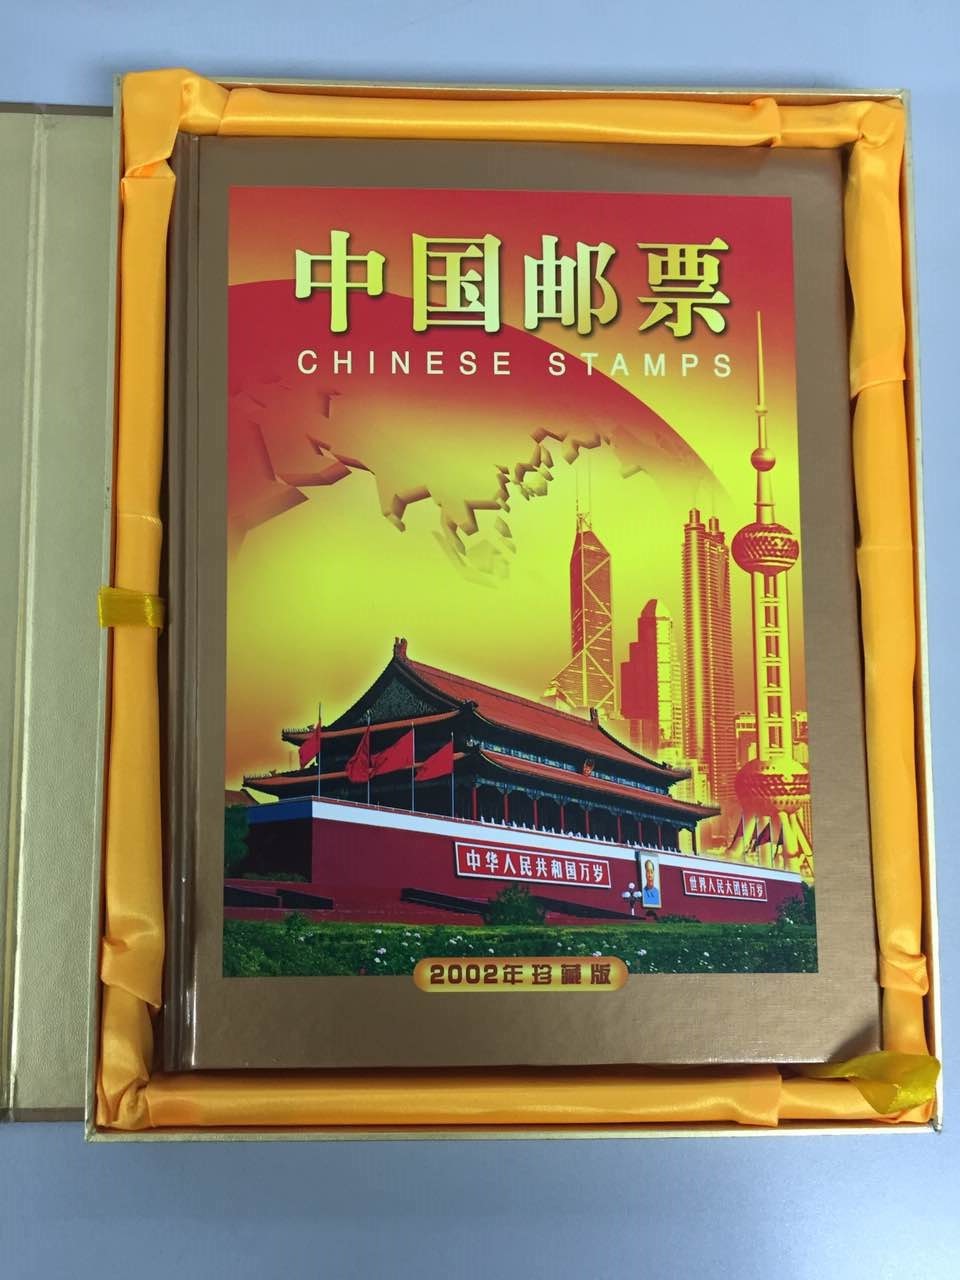 中国邮票
CHINESE STAMPS
中华人民共和国万岁
世界人民大团结万岁
2002年珍藏版